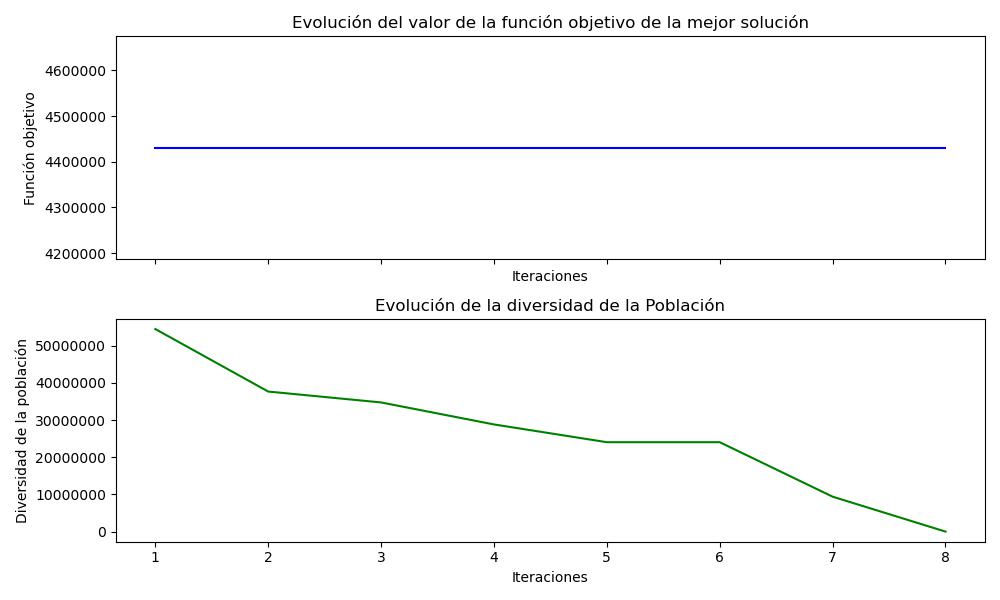 Evolución del valor de la función objetivo de la mejor solución
4600000
4500000
4400000
4300000
4200000
Función objetivo
Iteraciones
Evolución de la diversidad de la Población
50000000
40000000
30000000
20000000
10000000
0
Diversidad de la población
1 2 3 4 5 6 7 8
Iteraciones